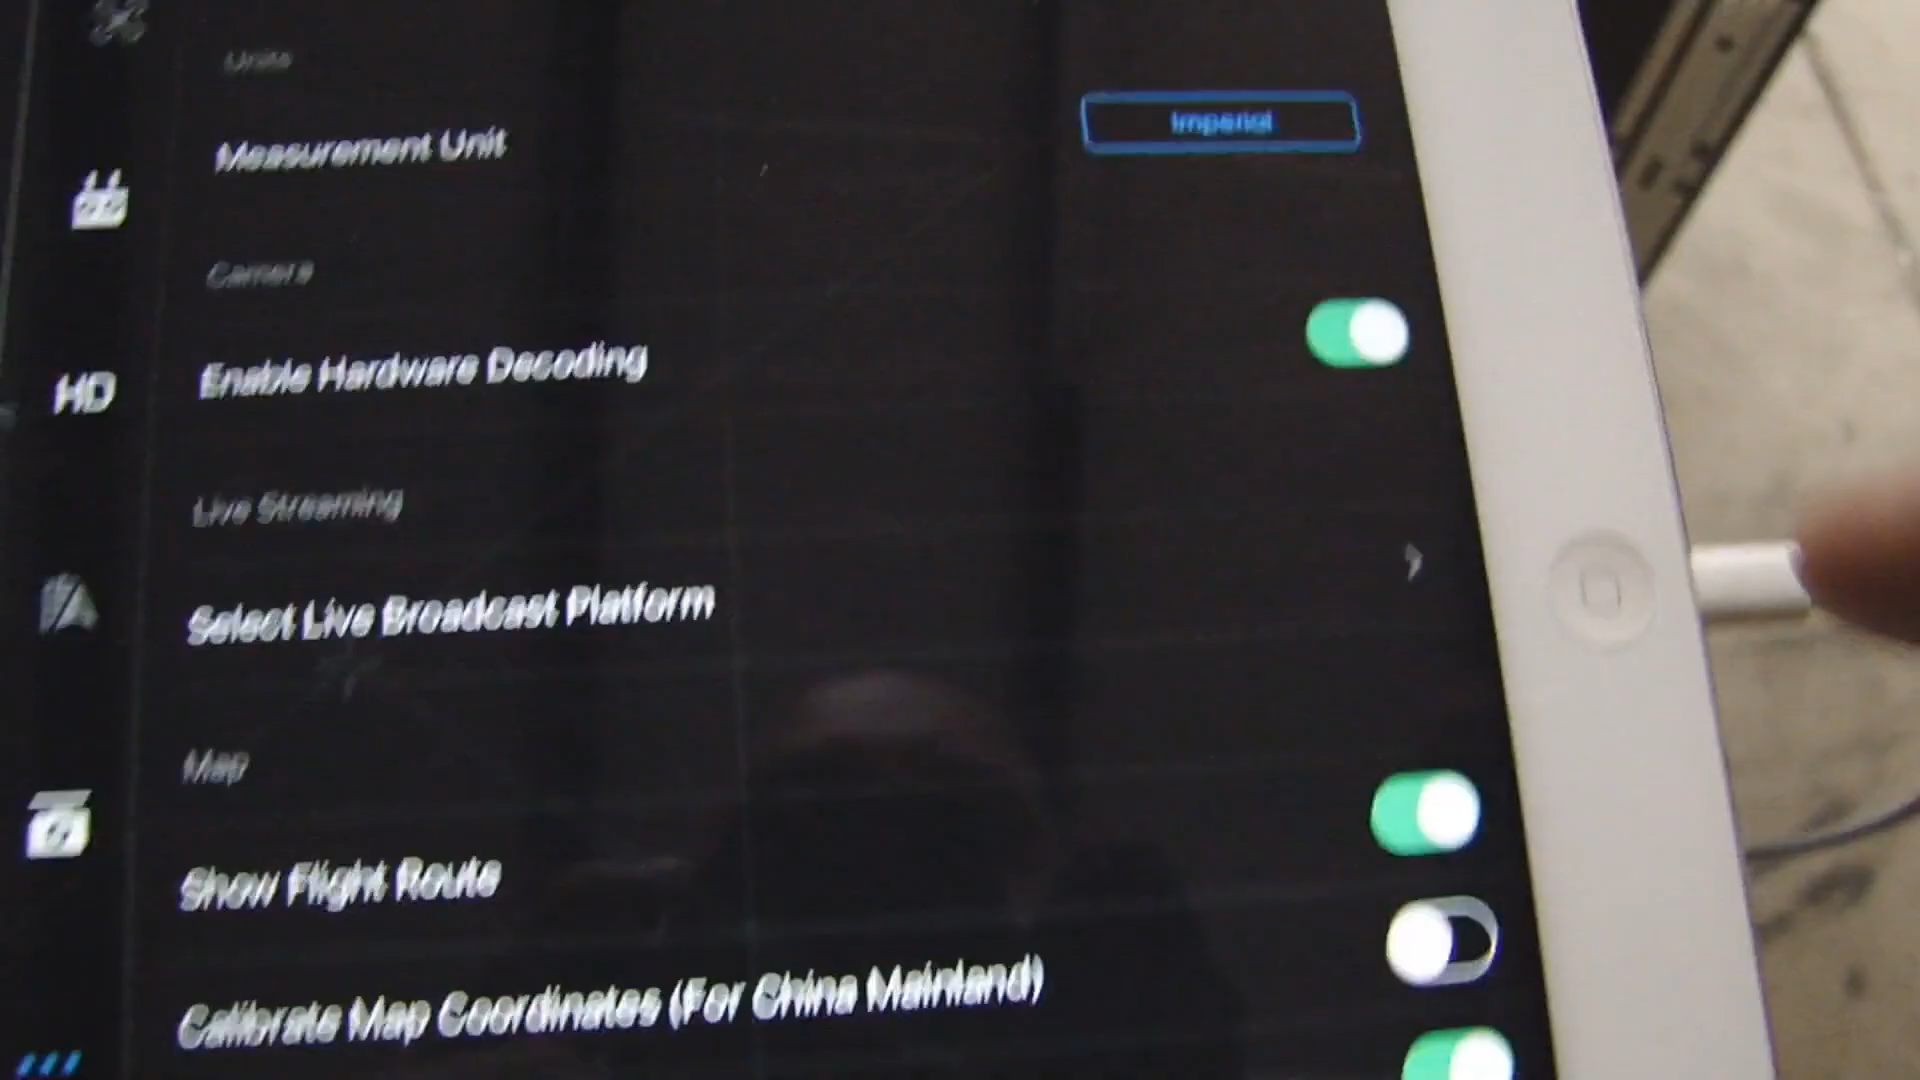 Units
Measurement Unit
Imperial
Camera
Enable Hardware Decoding
HD
Live Streaming
Select Live Broadcast Platform
Map
Show Flight Route
Calibrate Map Coordinates (For China Mainland)